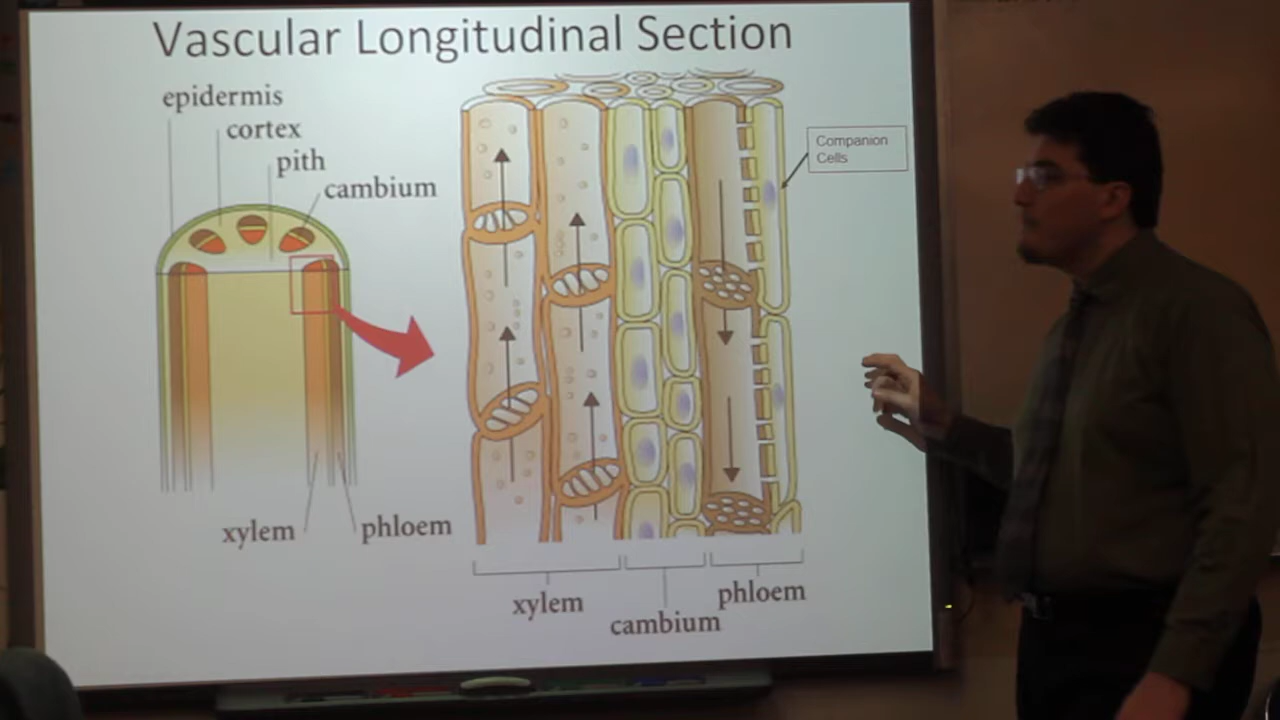 Vascular Longitudinal Section
epidermis
cortex
pith
cambium
Companion
Cells
xylem
phloem
xylem
cambium
phloem